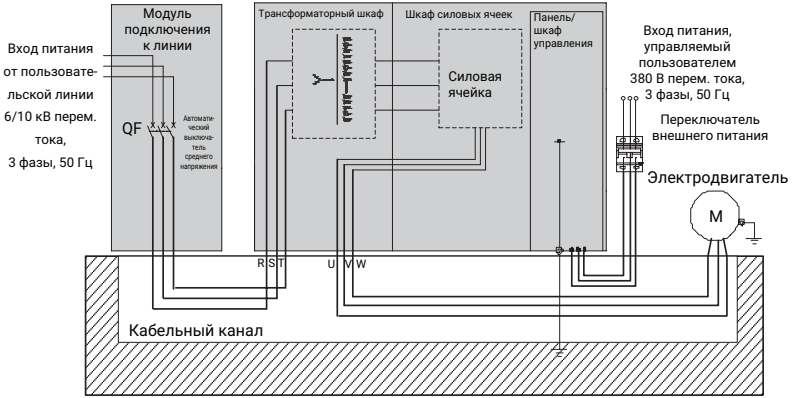 Модуль
подключения
к линии
Трансформаторный шкаф
Шкаф силовых ячеек
Панель/
шкаф
управления
Вход питания
от пользовате-
льской линии
6/10 кВ перем.
тока,
3 фазы, 50 Гц
QF
Автомати-
ческий
выключа-
тель
среднего
напряжения
Силовая
ячейка
Вход питания,
управляемый
пользователем
380 В перем. тока,
3 фазы, 50 Гц
Переключатель
внешнего питания
Электродвигатель
M
R S T
U V W
Кабельный канал